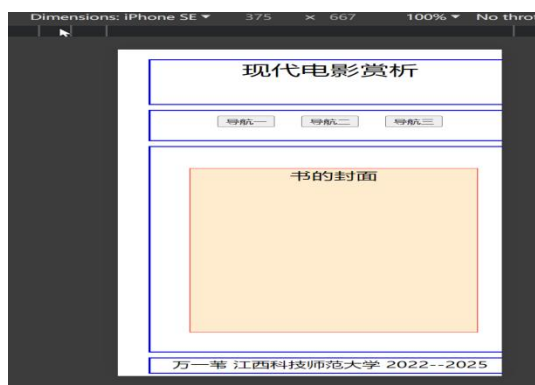 Dimensions: iPhone SE 375 × 667 100% No thro
现代电影赏析
导航一 导航二 导航三
书的封面
万一苇 江西科技师范大学 2022--2025